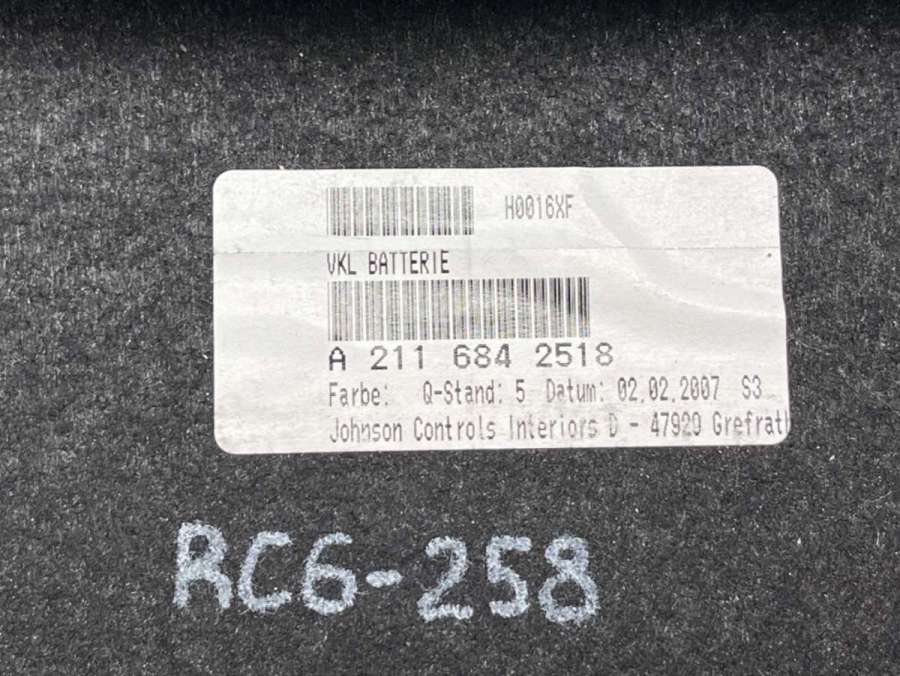 H0016XF
VKL BATTERIE
A 211 684 2518
Farbe: Q-Stand: 5 Datum: 02.02.2007 S3
Johnson Controls Interiors D - 47929 Grefrath
RC6-258